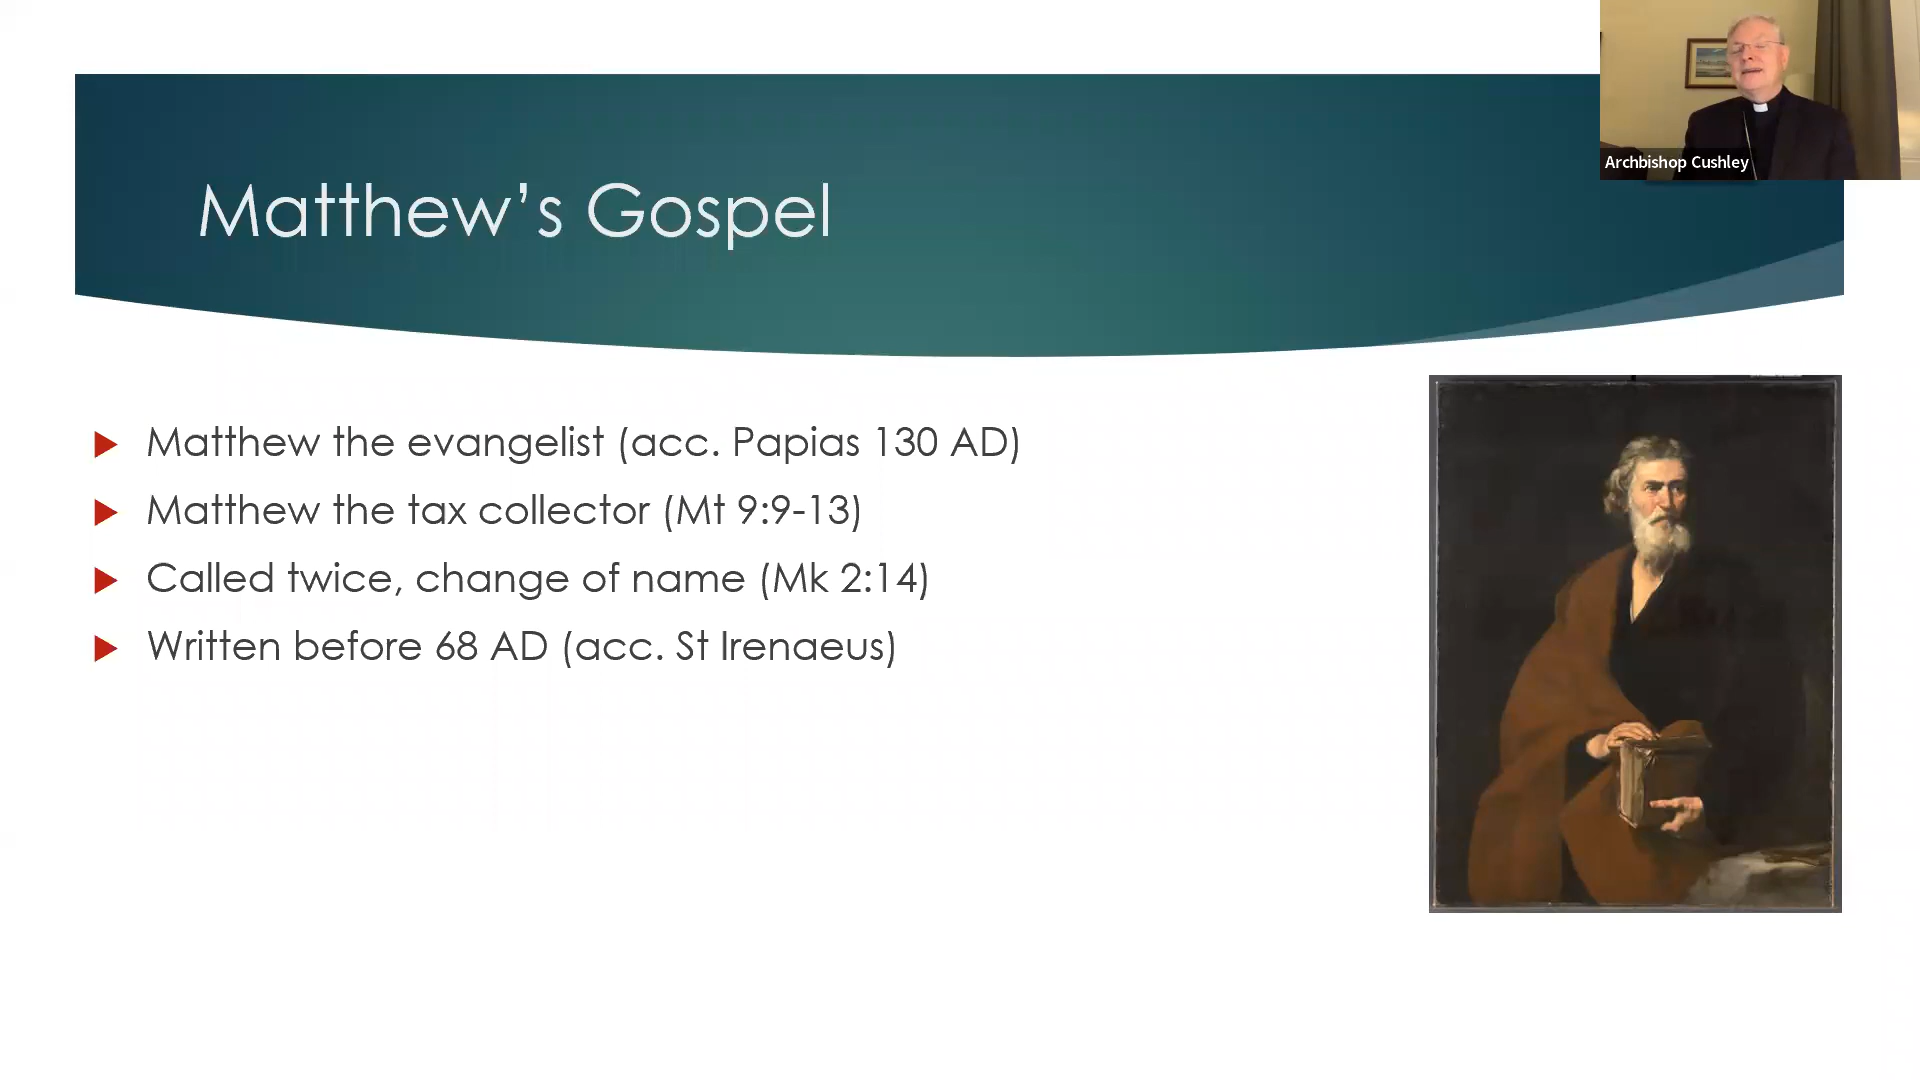 Archbishop Cushley
Matthew’s Gospel
Matthew the evangelist (acc. Papias 130 AD)
Matthew the tax collector (Mt 9:9-13)
Called twice, change of name (Mk 2:14)
Written before 68 AD (acc. St Irenaeus)